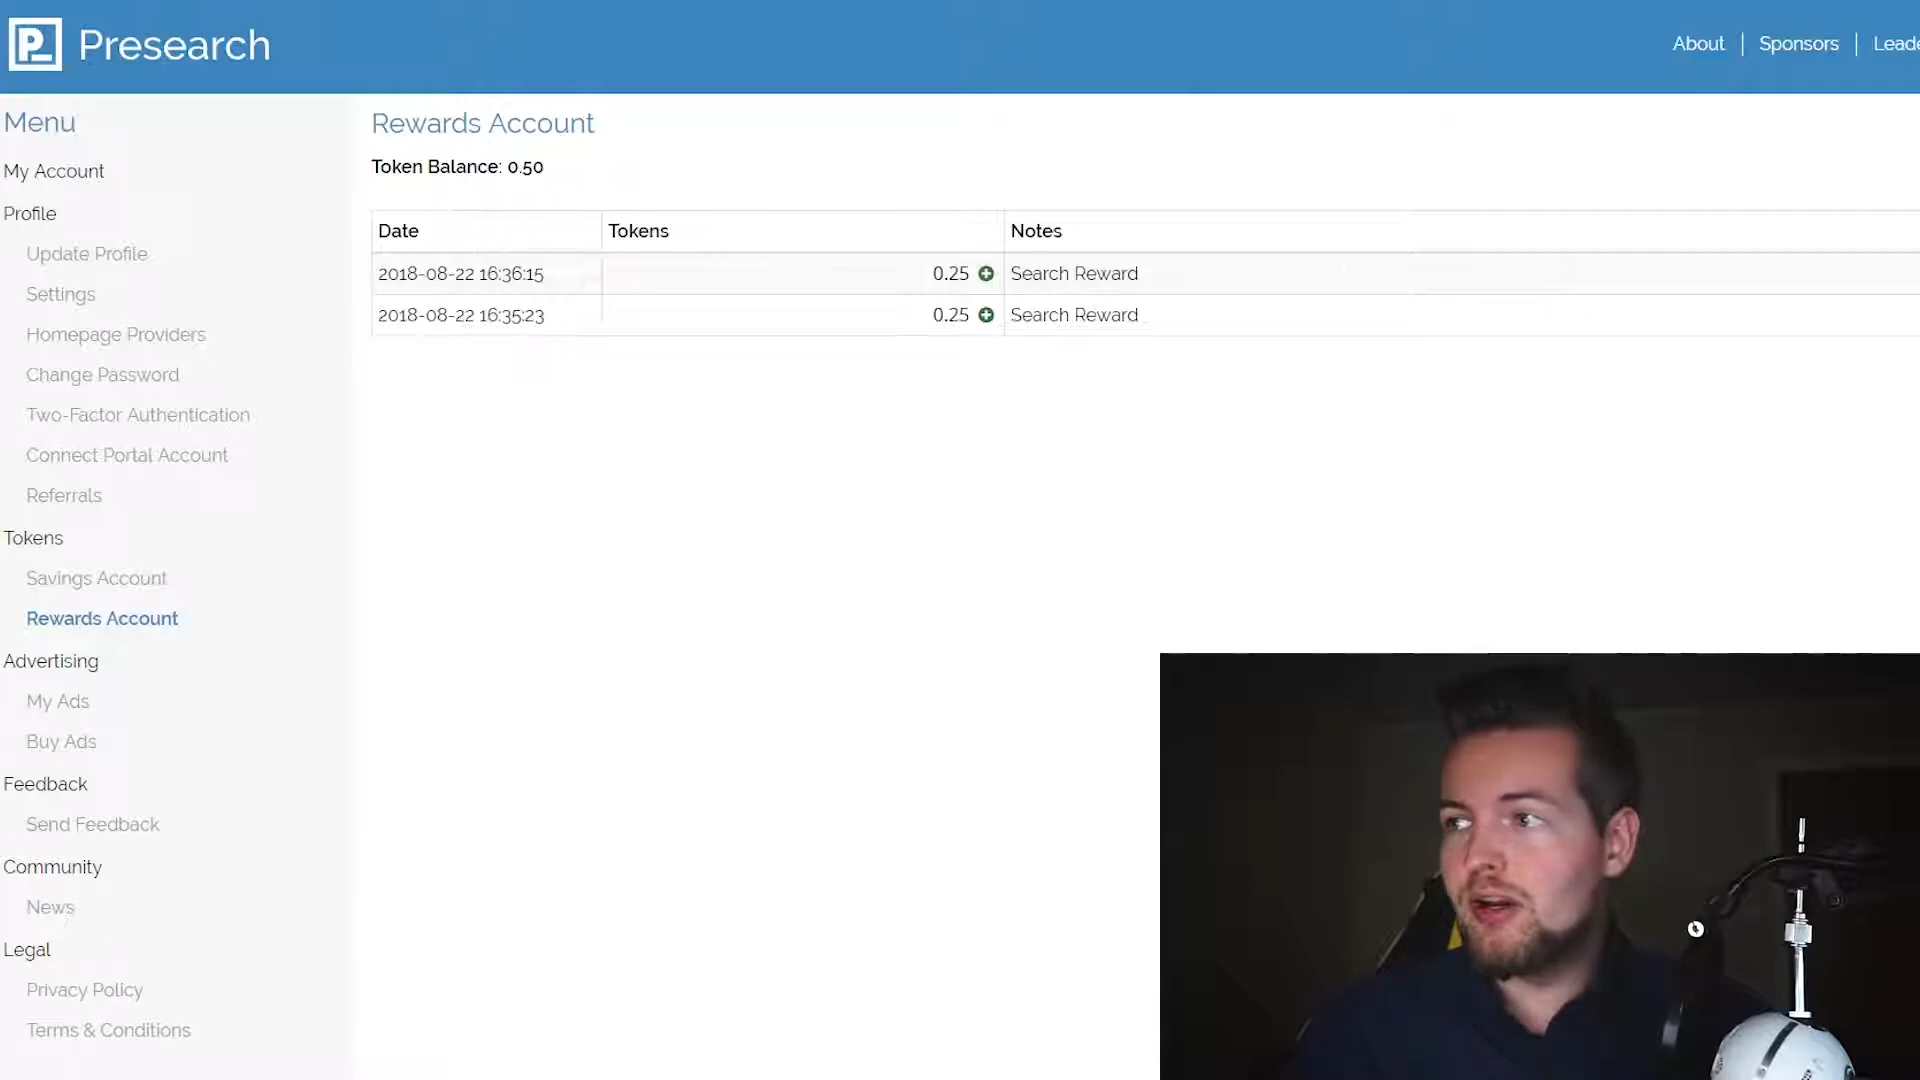 Presearch
About | Sponsors |
Menu
My Account
Profile
Update Profile
Settings
Homepage Providers
Change Password
Two-Factor Authentication
Connect Portal Account
Referrals
Tokens
Savings Account
Rewards Account
Advertising
My Ads
Buy Ads
Feedback
Send Feedback
Community
News
Legal
Privacy Policy
Terms & Conditions
Rewards Account
Token Balance: 0.50
Date Tokens Notes
2018-08-22 16:36:15 0.25 Search Reward
2018-08-22 16:35:23 0.25 Search Reward